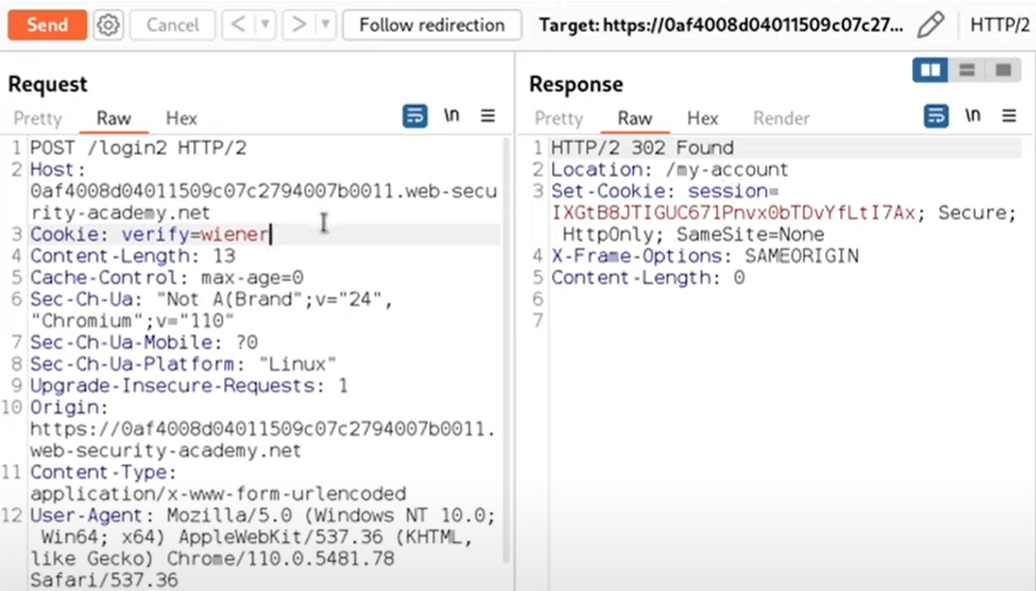 Send Cancel < > Follow redirection Target: https://0af4008d04011509c07c27... HTTP/2
Request
Pretty Raw Hex \n
1 POST /login2 HTTP/2
2 Host:
0af4008d04011509c07c2794007b0011.web-secu
rity-academy.net
3 Cookie: verify=wiener
4 Content-Length: 13
5 Cache-Control: max-age=0
6 Sec-Ch-Ua: "Not A(Brand";v="24",
"Chromium";v="110"
7 Sec-Ch-Ua-Mobile: ?0
8 Sec-Ch-Ua-Platform: "Linux"
9 Upgrade-Insecure-Requests: 1
10 Origin:
https://0af4008d04011509c07c2794007b0011.
web-security-academy.net
11 Content-Type:
application/x-www-form-urlencoded
12 User-Agent: Mozilla/5.0 (Windows NT 10.0;
Win64; x64) AppleWebKit/537.36 (KHTML,
like Gecko) Chrome/110.0.5481.78
Safari/537.36
Response
Pretty Raw Hex Render \n
1 HTTP/2 302 Found
2 Location: /my-account
3 Set-Cookie: session=
IXGtB8JTIGUC671Pnvx0bTDvYfLtI7Ax; Secure;
HttpOnly; SameSite=None
4 X-Frame-Options: SAMEORIGIN
5 Content-Length: 0
6
7